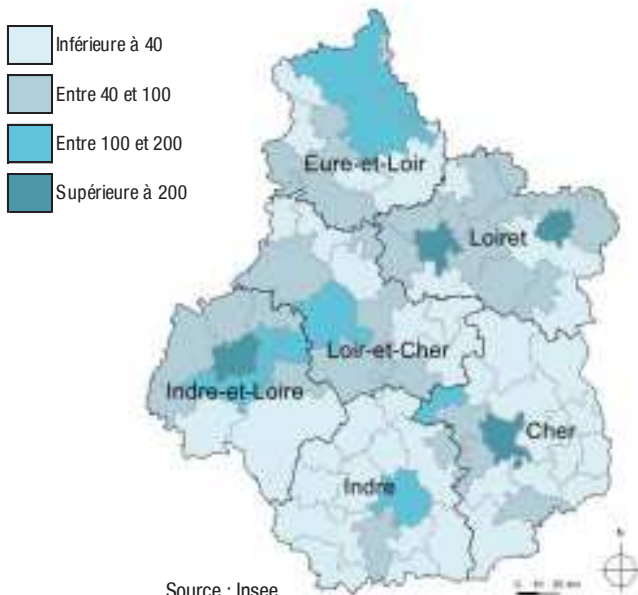 Inférieure à 40
Entre 40 et 100
Entre 100 et 200
Supérieure à 200
Eure-et-Loir
Loiret
Loir-et-Cher
Indre-et-Loire
Cher
Indre
Source : Insee